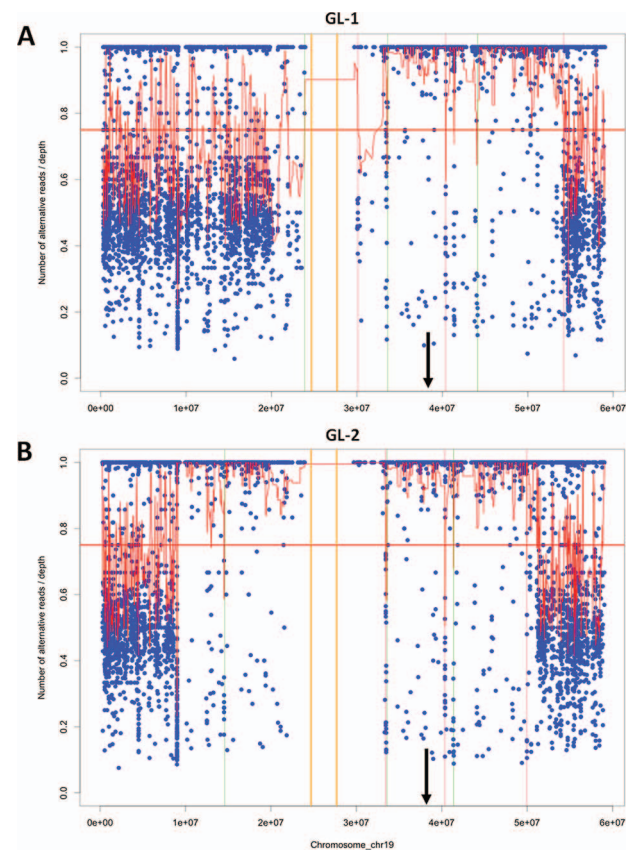 GL-1
A
Number of alternative reads / depth
1.0
0.8
0.6
0.4
0.2
0.0
0e+00 1e+07 2e+07 3e+07 4e+07 5e+07 6e+07
GL-2
B
Number of alternative reads / depth
1.0
0.8
0.6
0.4
0.2
0.0
0e+00 1e+07 2e+07 3e+07 4e+07 5e+07 6e+07
Chromosome_chr19